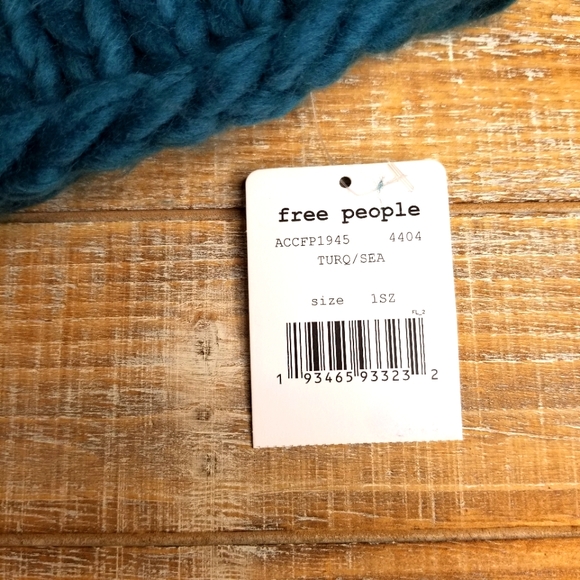 free people
ACCFP1945 4404
TURQ/SEA
size 1SZ
FL_2
1 93465 93323 2